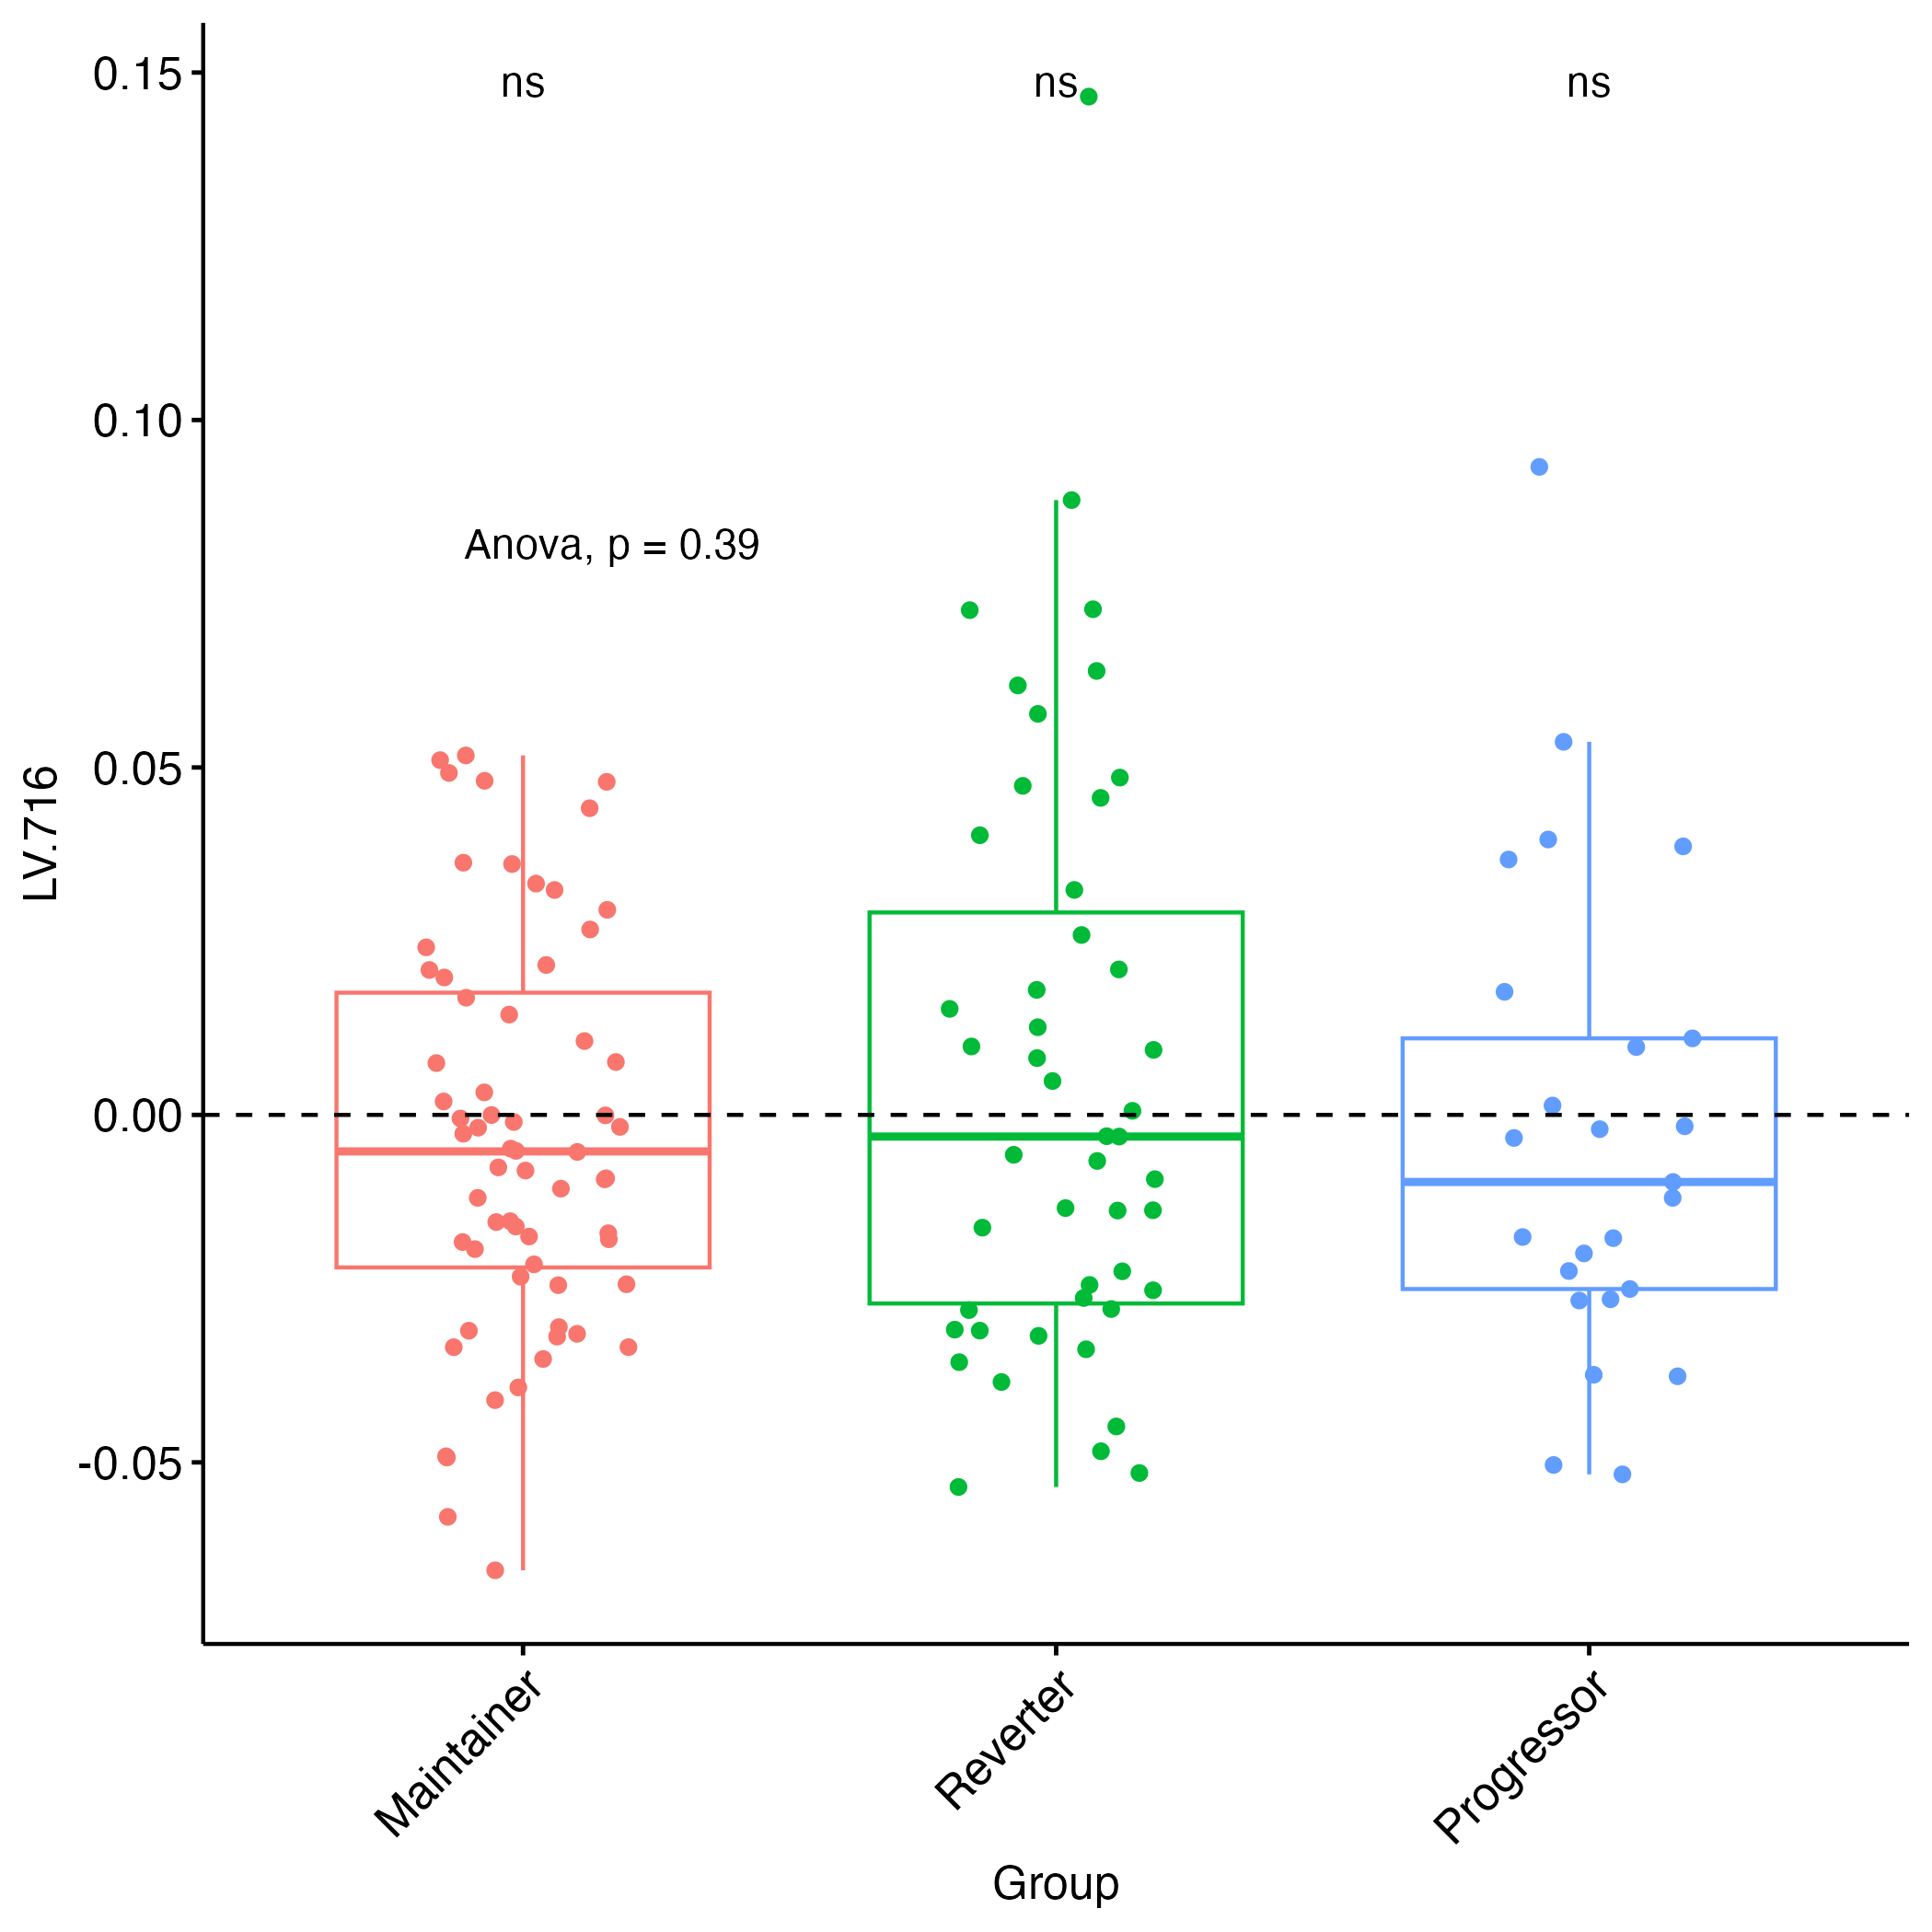 ns ns ns
Anova, p = 0.39
0.15
0.10
0.05
0.00
-0.05
LV.716
Maintainer
Reverter
Progressor
Group